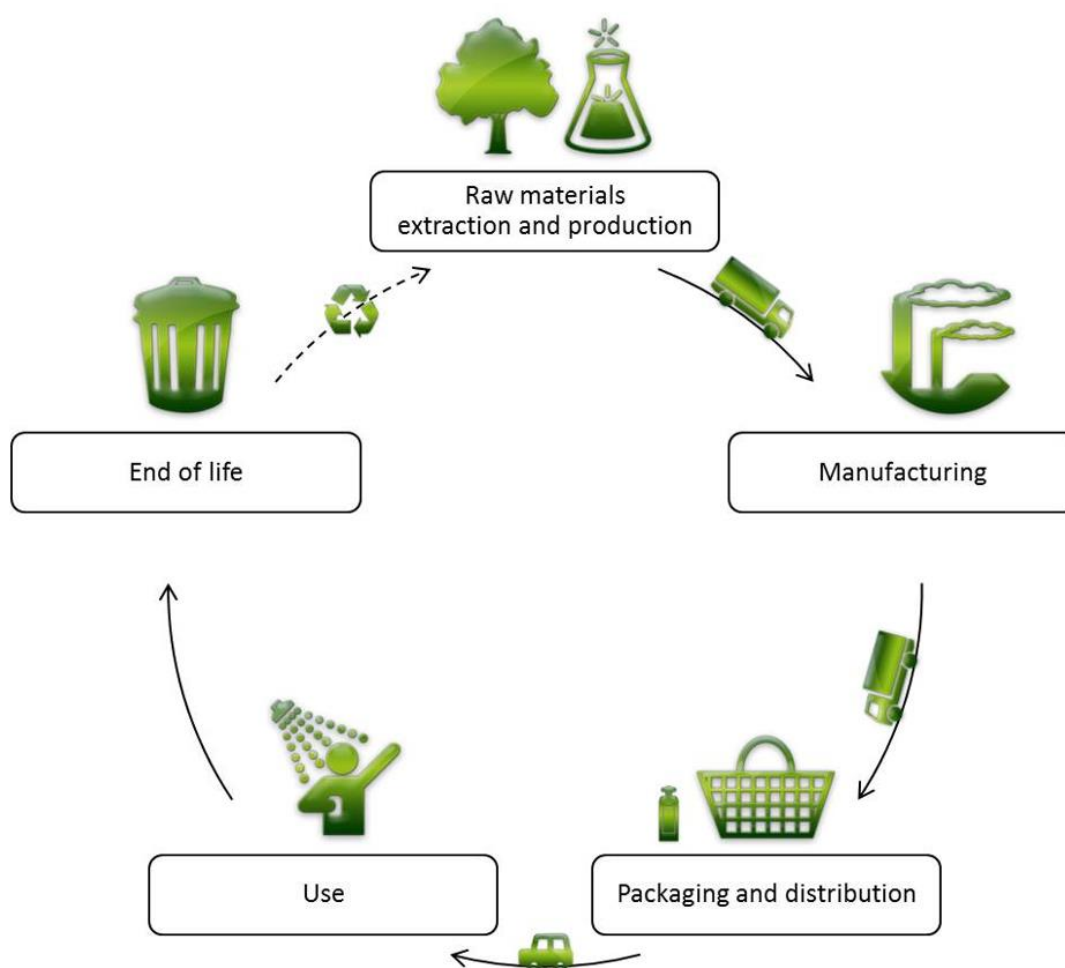 Raw materials
extraction and production
End of life
Manufacturing
Use
Packaging and distribution